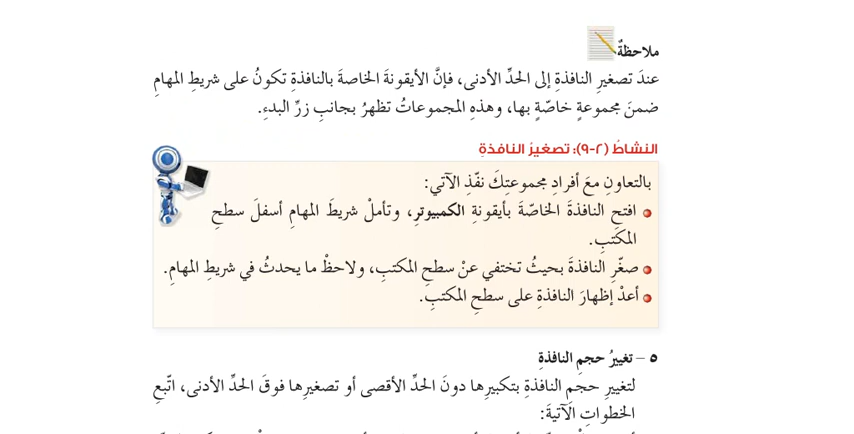 ملاحظةٌ
عندَ تصغيرِ النافذةِ إلى الحدِّ الأدنى، فإنَّ الأيقونةَ الخاصةَ بالنافذةِ تكونُ على شريطِ المهامِ
ضمنَ مجموعةٍ خاصّةٍ بها، وهذهِ المجموعاتُ تظهرُ بجانبِ زرِّ البدءِ.
النشاطُ (٢-٩): تصغيرُ النافذةِ
بالتعاونِ معَ أفرادِ مجموعتِكَ نفّذِ الآتي:
افتحِ النافذةَ الخاصّةَ بأيقونةِ الكمبيوترِ، وتأملْ شريطَ المهامِ أسفلَ سطحِ
المكتبِ.
صغّرِ النافذةَ بحيثُ تختفي عنْ سطحِ المكتبِ، ولاحظْ ما يحدثُ في شريطِ المهامِ.
أعدْ إظهارَ النافذةِ على سطحِ المكتبِ.
٥ – تغييرُ حجمِ النافذةِ
لتغييرِ حجمِ النافذةِ بتكبيرِها دونَ الحدِّ الأقصى أو تصغيرِها فوقَ الحدِّ الأدنى، اتّبعِ
الخطواتِ الآتيةَ: